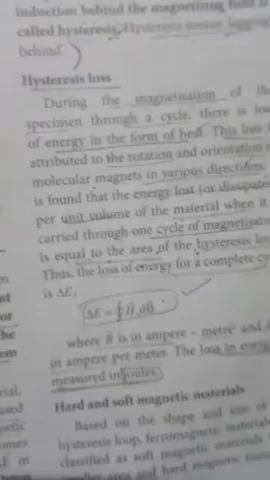 induction behind the magnetising field is
called hysteresis. Hysteresis means 'lagging
behind'.
Hysteresis loss
During the magnetisation of the
specimen through a cycle, there is loss
of energy in the form of heat. This loss is
attributed to the rotation and orientation of
molecular magnets in various directions.
is found that the energy lost (or dissipated
per unit volume of the material when it is
carried through one cycle of magnetisation
is equal to the area of the hysteresis loop
Thus, the loss of energy for a complete cy
is ΔE,
ΔE = ∮ H⃗.dB⃗
where B⃗ is in ampere – metre and
in ampere per meter. The loss in energy
measured in joules.
Hard and soft magnetic materials
Based on the shape and size of
hysteresis loop, ferromagnetic materials
classified as soft magnetic materials
area and hard magnetic